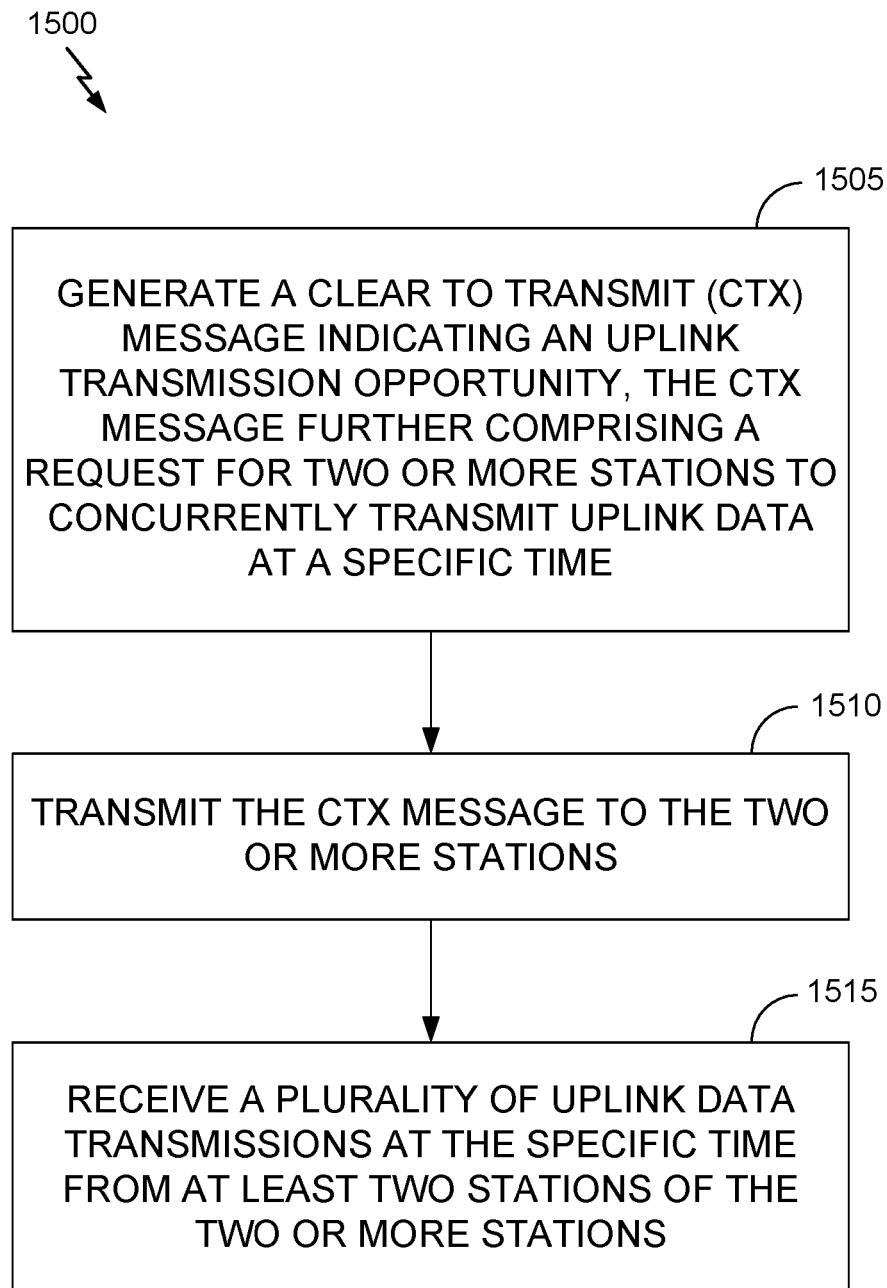 1500
1505
GENERATE A CLEAR TO TRANSMIT (CTX)
MESSAGE INDICATING AN UPLINK
TRANSMISSION OPPORTUNITY, THE CTX
MESSAGE FURTHER COMPRISING A
REQUEST FOR TWO OR MORE STATIONS TO
CONCURRENTLY TRANSMIT UPLINK DATA
AT A SPECIFIC TIME
1510
TRANSMIT THE CTX MESSAGE TO THE TWO
OR MORE STATIONS
1515
RECEIVE A PLURALITY OF UPLINK DATA
TRANSMISSIONS AT THE SPECIFIC TIME
FROM AT LEAST TWO STATIONS OF THE
TWO OR MORE STATIONS